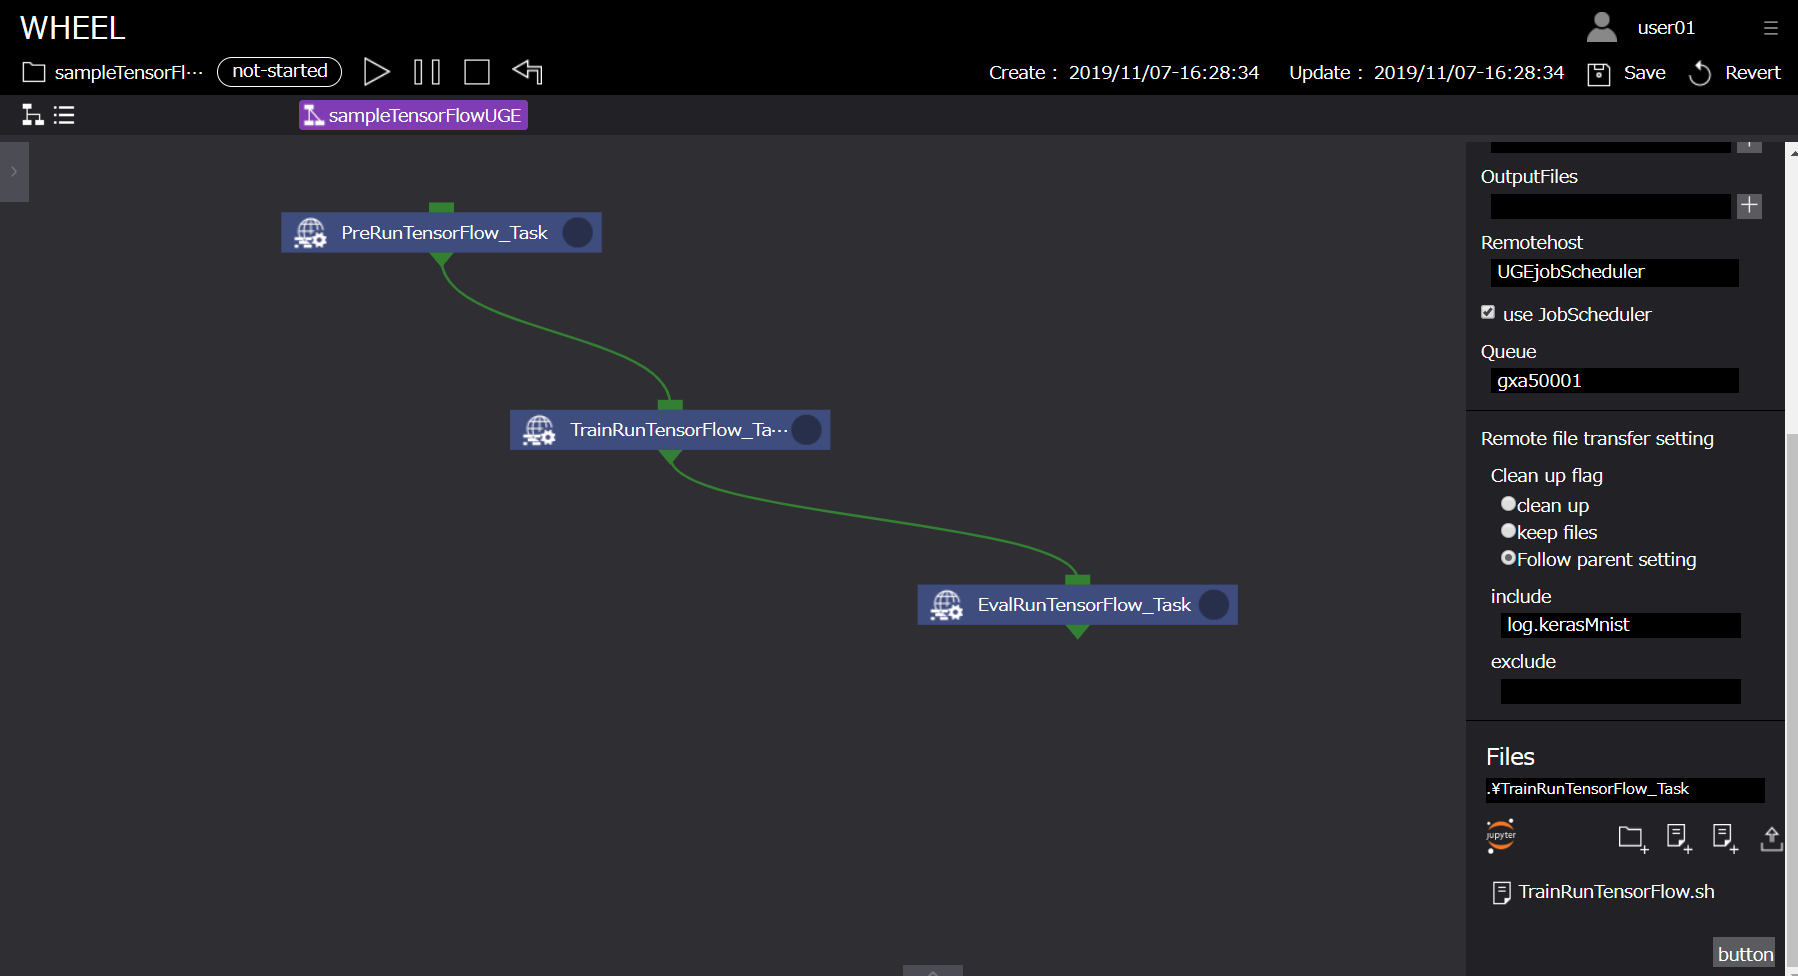 WHEEL
user01
sampleTensorFl···
not-started
Create : 2019/11/07-16:28:34
Update : 2019/11/07-16:28:34
Save
Revert
sampleTensorFlowUGE
PreRunTensorFlow_Task
TrainRunTensorFlow_Ta···
EvalRunTensorFlow_Task
OutputFiles
Remotehost
UGEjobScheduler
use JobScheduler
Queue
gxa50001
Remote file transfer setting
Clean up flag
clean up
keep files
Follow parent setting
include
log.kerasMnist
exclude
Files
.¥TrainRunTensorFlow_Task
jupyter
TrainRunTensorFlow.sh
button